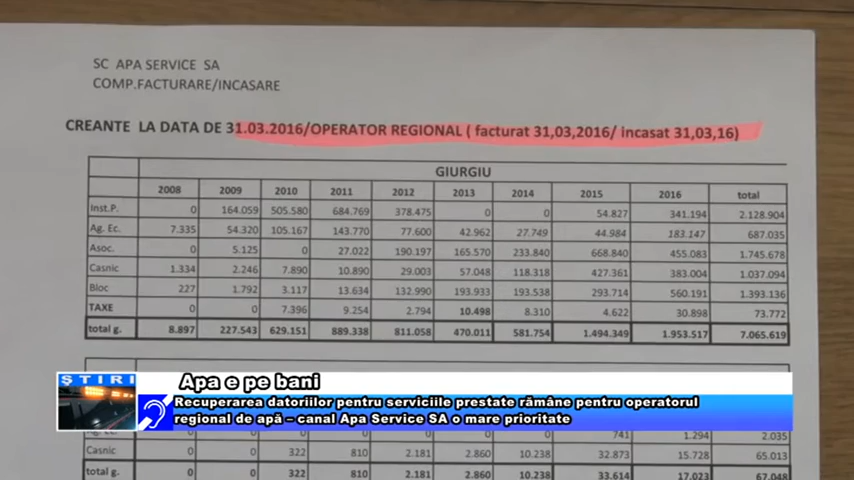 SC APA SERVICE SA
COMP.FACTURARE/INCASARE
CREANTE LA DATA DE 31.03.2016/OPERATOR REGIONAL ( facturat 31,03,2016/ incasat 31,03,16)
GIURGIU
2008 2009 2010 2011 2012 2013 2014 2015 2016 total
Inst.P. 0 164.059 505.580 684.769 378.475 0 0 54.827 341.194 2.128.904
Ag. Ec. 7.335 54.320 105.167 143.770 77.600 42.962 27.749 44.984 183.147 687.035
Asoc. 0 5.125 0 27.022 190.197 165.570 233.840 668.840 455.083 1.745.678
Casnic 1.334 2.246 7.890 10.890 29.003 57.048 118.318 427.361 383.004 1.037.094
Bloc 227 1.792 3.117 13.634 132.990 193.933 193.538 293.714 560.191 1.393.136
TAXE 0 0 7.396 9.254 2.794 10.498 8.310 4.622 30.898 73.772
total g. 8.897 227.543 629.151 889.338 811.058 470.011 581.754 1.494.349 1.953.517 7.065.619
ŞTIRI
Apa e pe bani
Recuperarea datoriilor pentru serviciile prestate rămâne pentru operatorul
regional de apă – canal Apa Service SA o mare prioritate
741 1.294 2.035
Casnic 0 0 322 810 2.181 2.860 10.238 32.873 15.728 65.013
total g. 0 0 322 810 2.181 2.860 10.238 33.614 17.023 67.048